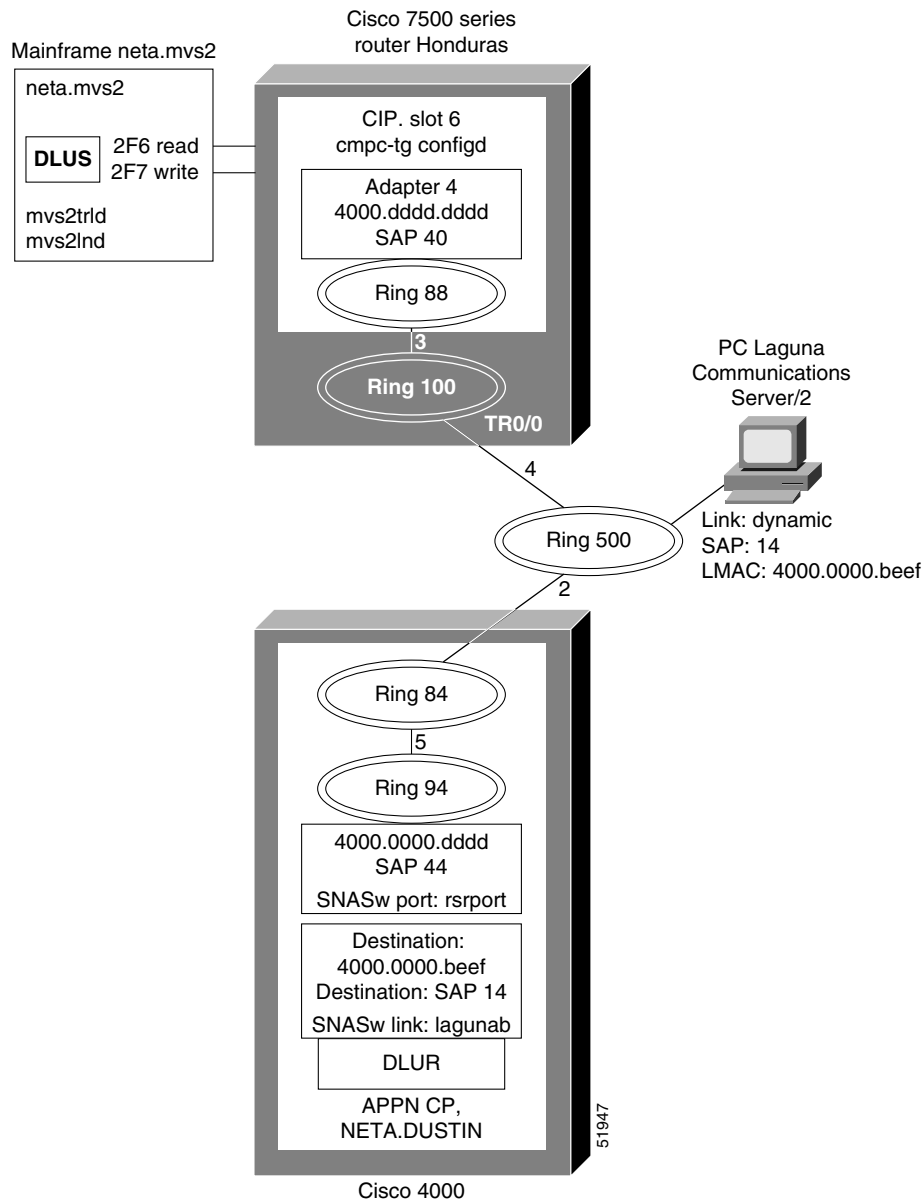 Cisco 7500 series
router Honduras
Mainframe neta.mvs2
neta.mvs2
DLUS
2F6 read
2F7 write
mvs2trld
mvs2lnd
CIP. slot 6
cmpc-tg configd
Adapter 4
4000.dddd.dddd
SAP 40
Ring 88
3
Ring 100
TR0/0
4
PC Laguna
Communications
Server/2
Link: dynamic
SAP: 14
LMAC: 4000.0000.beef
Ring 500
2
Ring 84
5
Ring 94
4000.0000.dddd
SAP 44
SNASw port: rsrport
Destination:
4000.0000.beef
Destination: SAP 14
SNASw link: lagunab
DLUR
APPN CP,
NETA.DUSTIN
51947
Cisco 4000